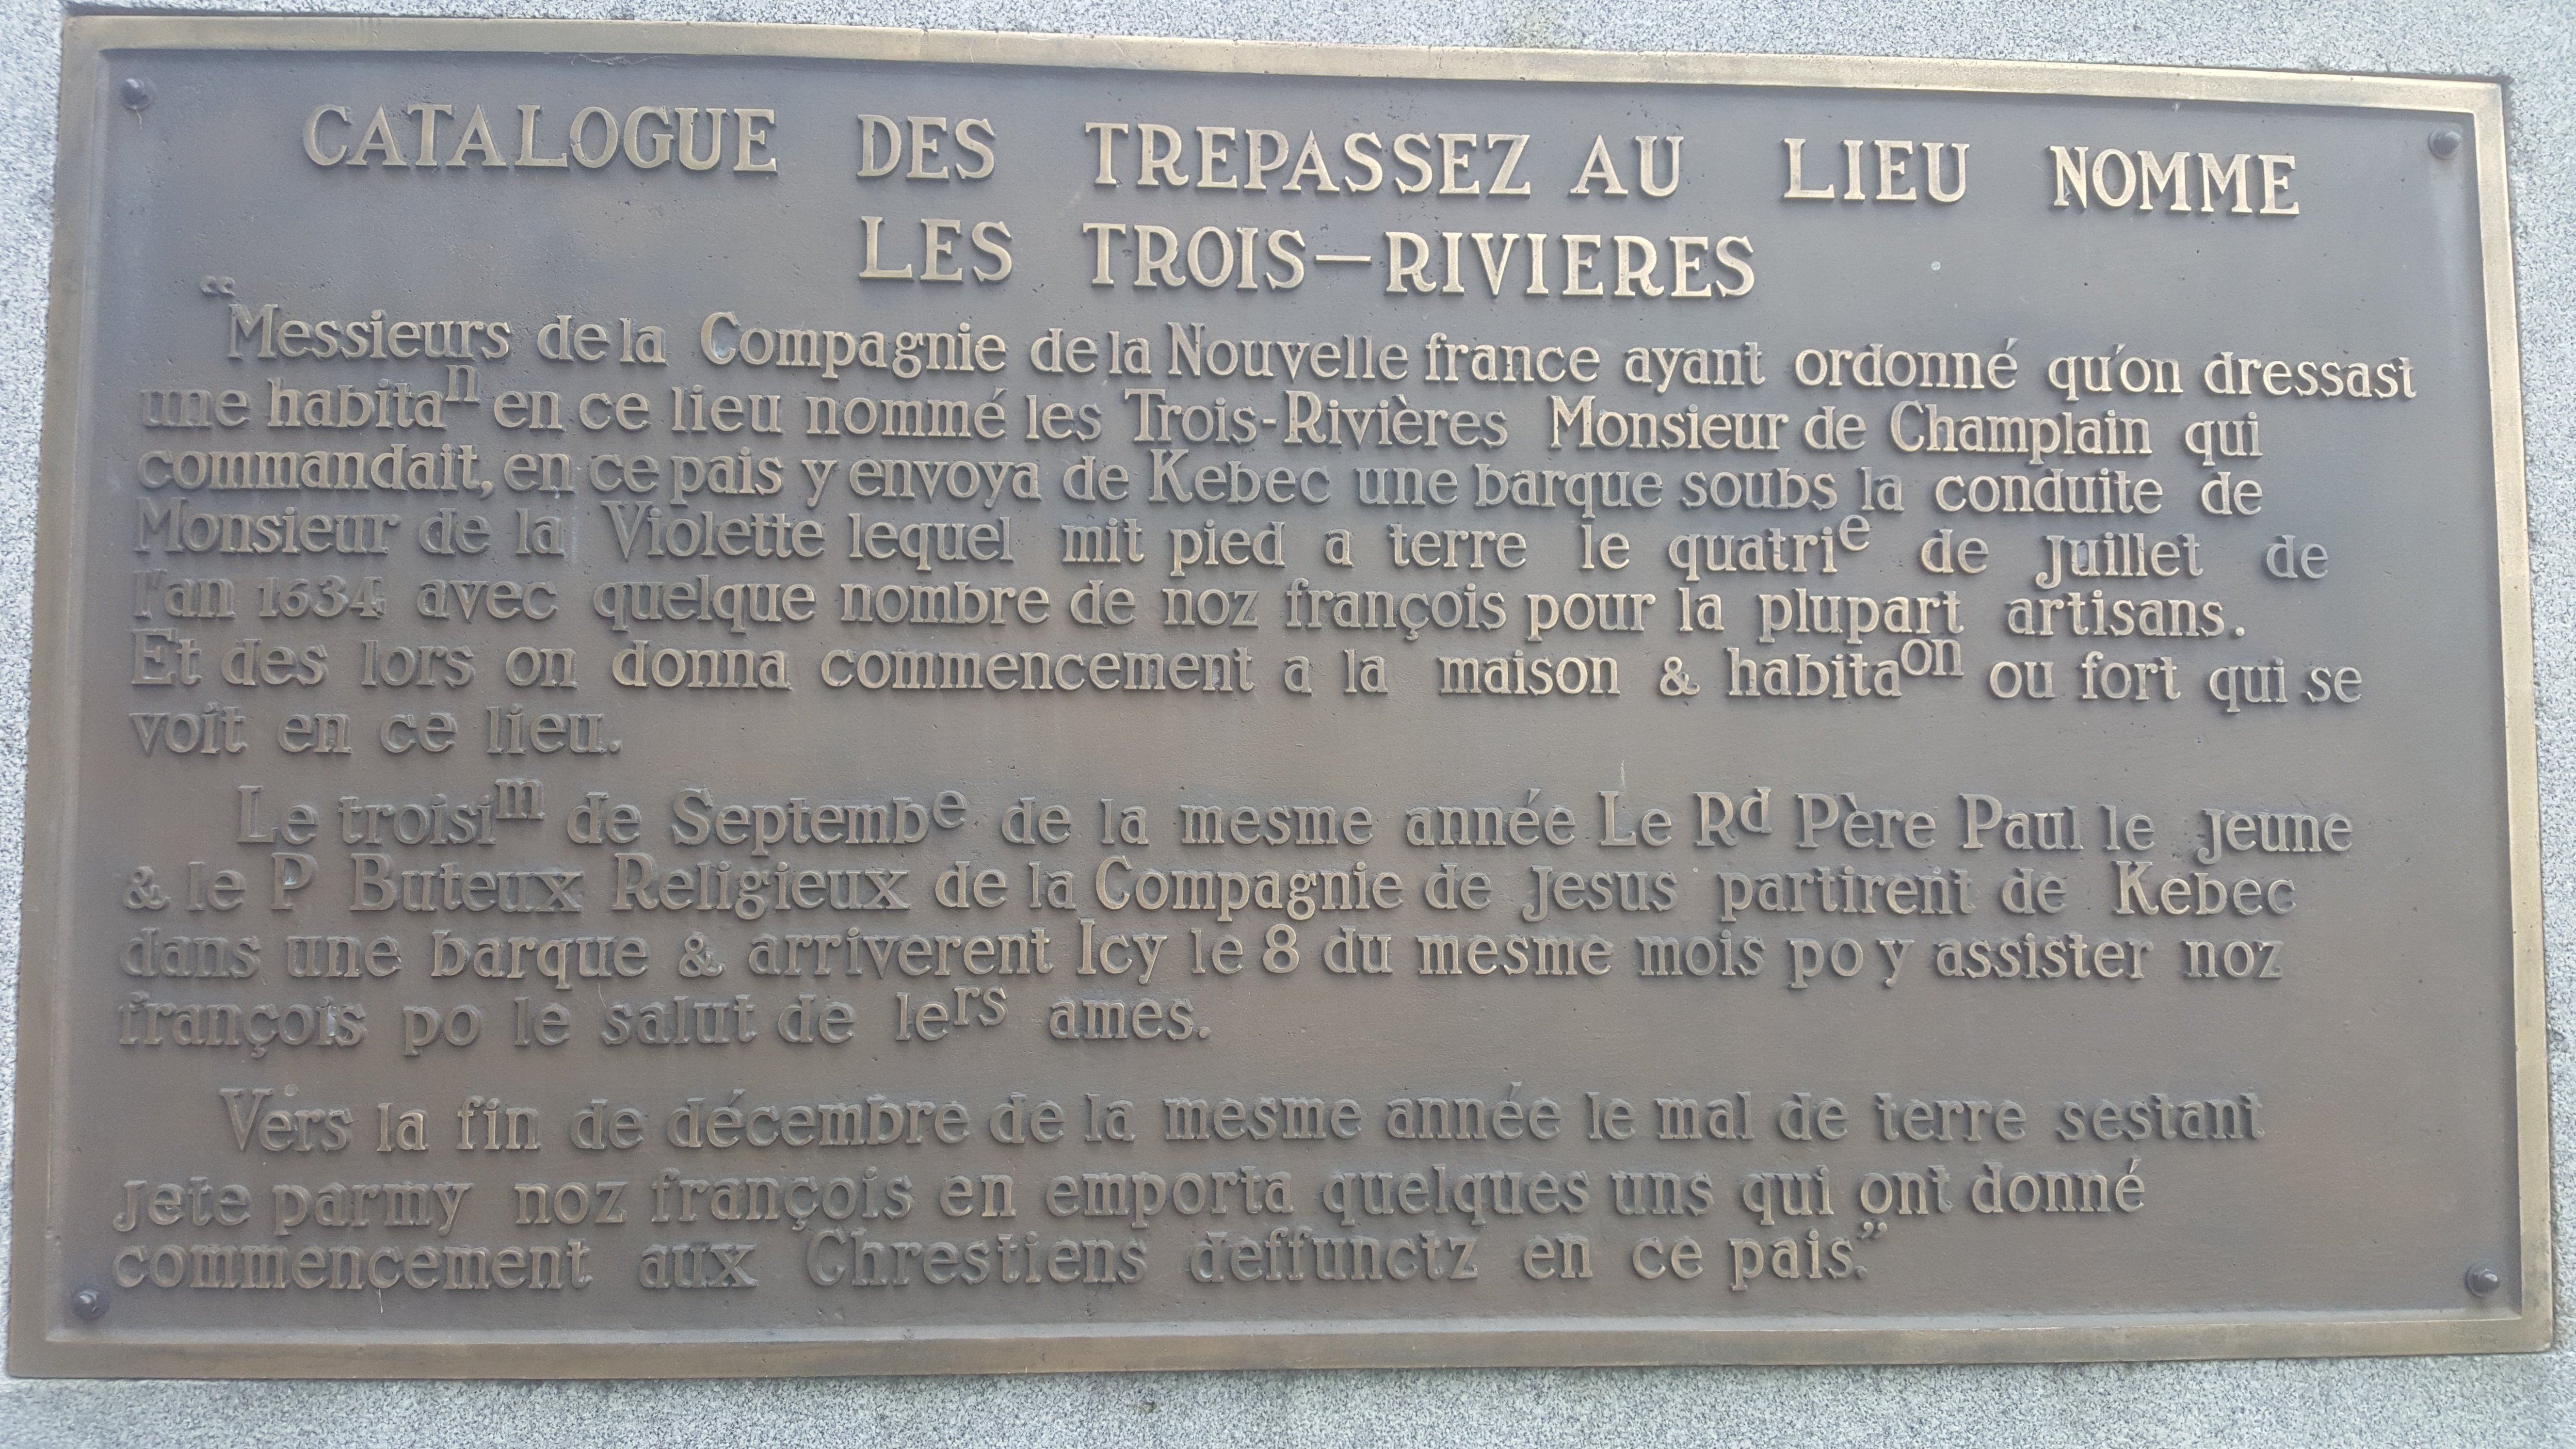 CATALOGUE DES TREPASSEZ AU LIEU NOMME
LES TROIS-RIVIERES
“Messieurs de la Compagnie de la Nouvelle france ayant ordonné qu'on dressast
une habitaⁿ en ce lieu nommé les Trois-Rivières Monsieur de Champlain qui
commandait, en ce pais y envoya de Kebec une barque soubs la conduite de
Monsieur de la Violette lequel mit pied a terre le quatriᵉ de Juillet de
l'an 1634 avec quelque nombre de noz françois pour la plupart artisans.
Et des lors on donna commencement a la maison & habitaᵒⁿ ou fort qui se
voit en ce lieu.
Le troisiᵐ de Septembᵉ de la mesme année Le Rᵈ Père Paul le Jeune
& le P Buteux Religieux de la Compagnie de Jesus partirent de Kebec
dans une barque & arriverent Icy le 8 du mesme mois po y assister noz
françois po le salut de leʳˢ ames.
Vers la fin de décembre de la mesme année le mal de terre sestant
Jete parmy noz françois en emporta quelques uns qui ont donné
commencement aux Chrestiens deffunctz en ce pais.”